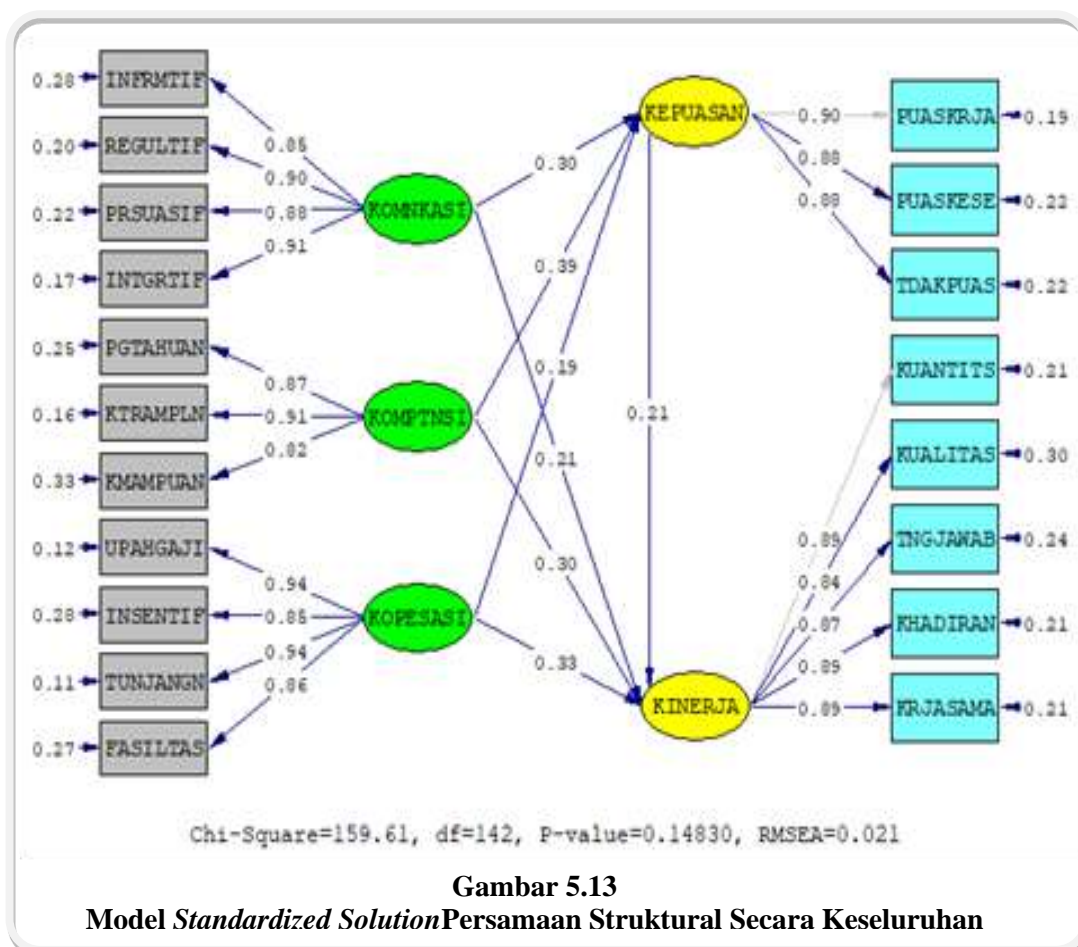 0.28 INFRMTIF
0.20 REGULTIF
0.22 PRSUASIF
0.17 INTGRTIF
0.25 PGTAHUAN
0.16 KTRAMPLN
0.33 KMAMPUAN
0.12 UPAHGAJI
0.28 INSENTIF
0.11 TUNJANGN
0.27 FASILTAS
0.85
0.90
0.88
0.91
0.87
0.91
0.82
0.94
0.85
0.94
0.86
KOMNKASI
KOMPTNSI
KOPESASI
0.30
0.39
0.19
0.21
0.30
0.33
0.21
KEPUASAN
KINERJA
0.90
0.88
0.88
0.89
0.84
0.87
0.89
0.89
PUASKRJA 0.19
PUASKESE 0.22
TDAKPUAS 0.22
KUANTITS 0.21
KUALITAS 0.30
TNGJAWAB 0.24
KHADIRAN 0.21
KRJASAMA 0.21
Chi-Square=159.61, df=142, P-value=0.14830, RMSEA=0.021
Gambar 5.13
Model Standardized SolutionPersamaan Struktural Secara Keseluruhan